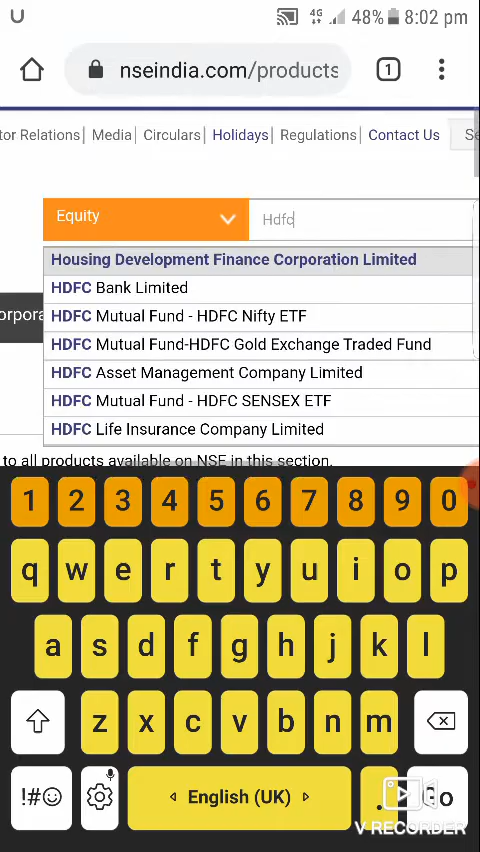 4G 48% 8:02 pm
nseindia.com/products
1
tor Relations| Media| Circulars| Holidays| Regulations| Contact Us Se
Equity
Hdfc
Housing Development Finance Corporation Limited
HDFC Bank Limited
HDFC Mutual Fund - HDFC Nifty ETF
orpora
HDFC Mutual Fund-HDFC Gold Exchange Traded Fund
HDFC Asset Management Company Limited
HDFC Mutual Fund - HDFC SENSEX ETF
HDFC Life Insurance Company Limited
to all products available on NSE in this section.
1 2 3 4 5 6 7 8 9 0
q w e r t y u i o p
a s d f g h j k l
z x c v b n m
!#☺ English (UK) . Go
V RECORDER